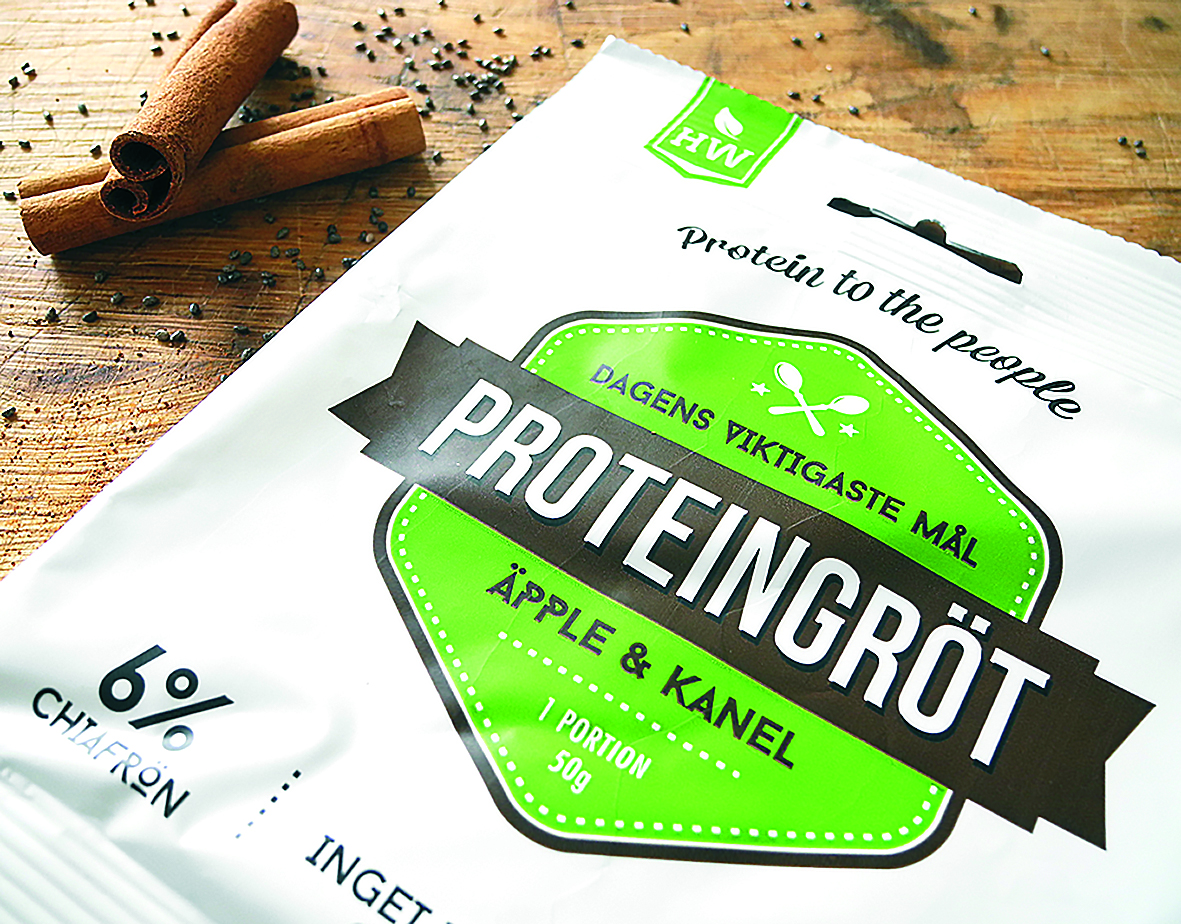 HW
Protein to the people
DAGENS VIKTIGASTE MÅL
PROTEINGRÖT
ÄPPLE & KANEL
1 PORTION
50g
6%
CHIAFRÖN
INGET